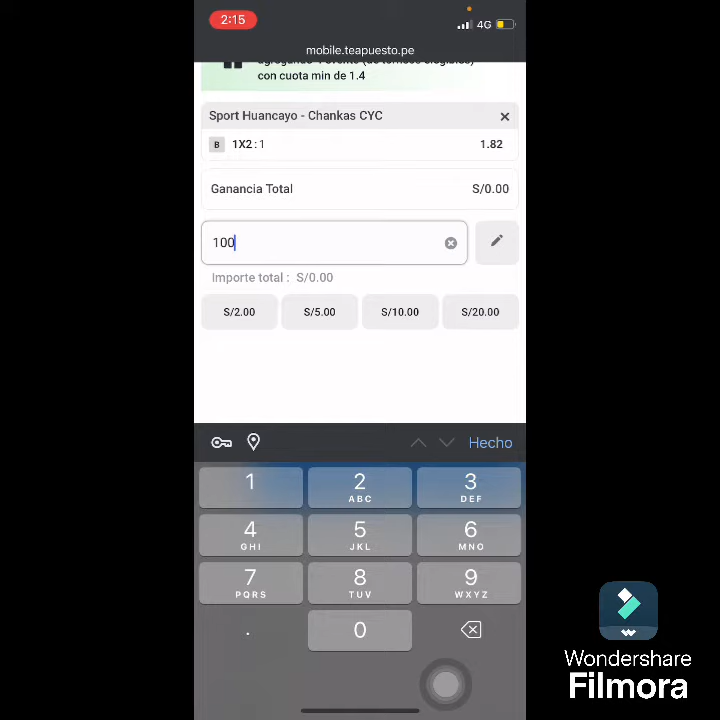 2:15
4G
mobile.teapuesto.pe
con cuota min de 1.4
Sport Huancayo - Chankas CYC
B 1X2 : 1 1.82
Ganancia Total S/0.00
100
Importe total : S/0.00
S/2.00 S/5.00 S/10.00 S/20.00
Hecho
1 2 3
ABC DEF
4 5 6
GHI JKL MNO
7 8 9
PQRS TUV WXYZ
. 0
Wondershare
Filmora